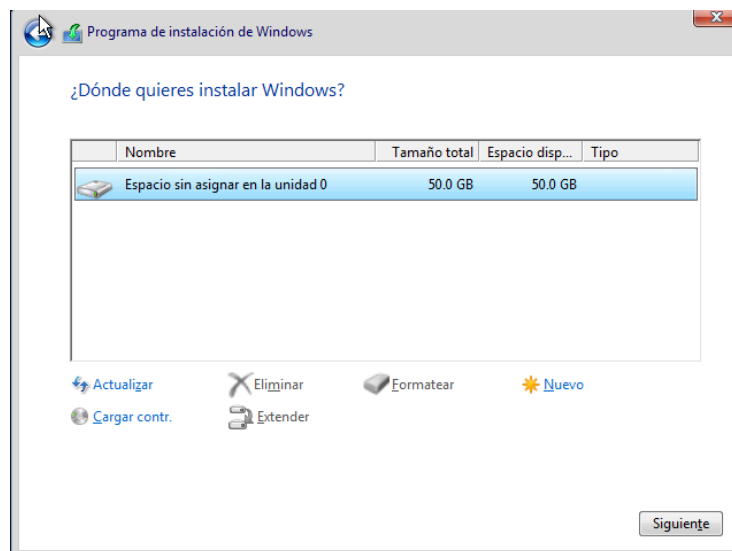 Programa de instalación de Windows
¿Dónde quieres instalar Windows?
Nombre Tamaño total Espacio disp... Tipo
Espacio sin asignar en la unidad 0 50.0 GB 50.0 GB
Actualizar Eliminar Formatear Nuevo
Cargar contr. Extender
Siguiente